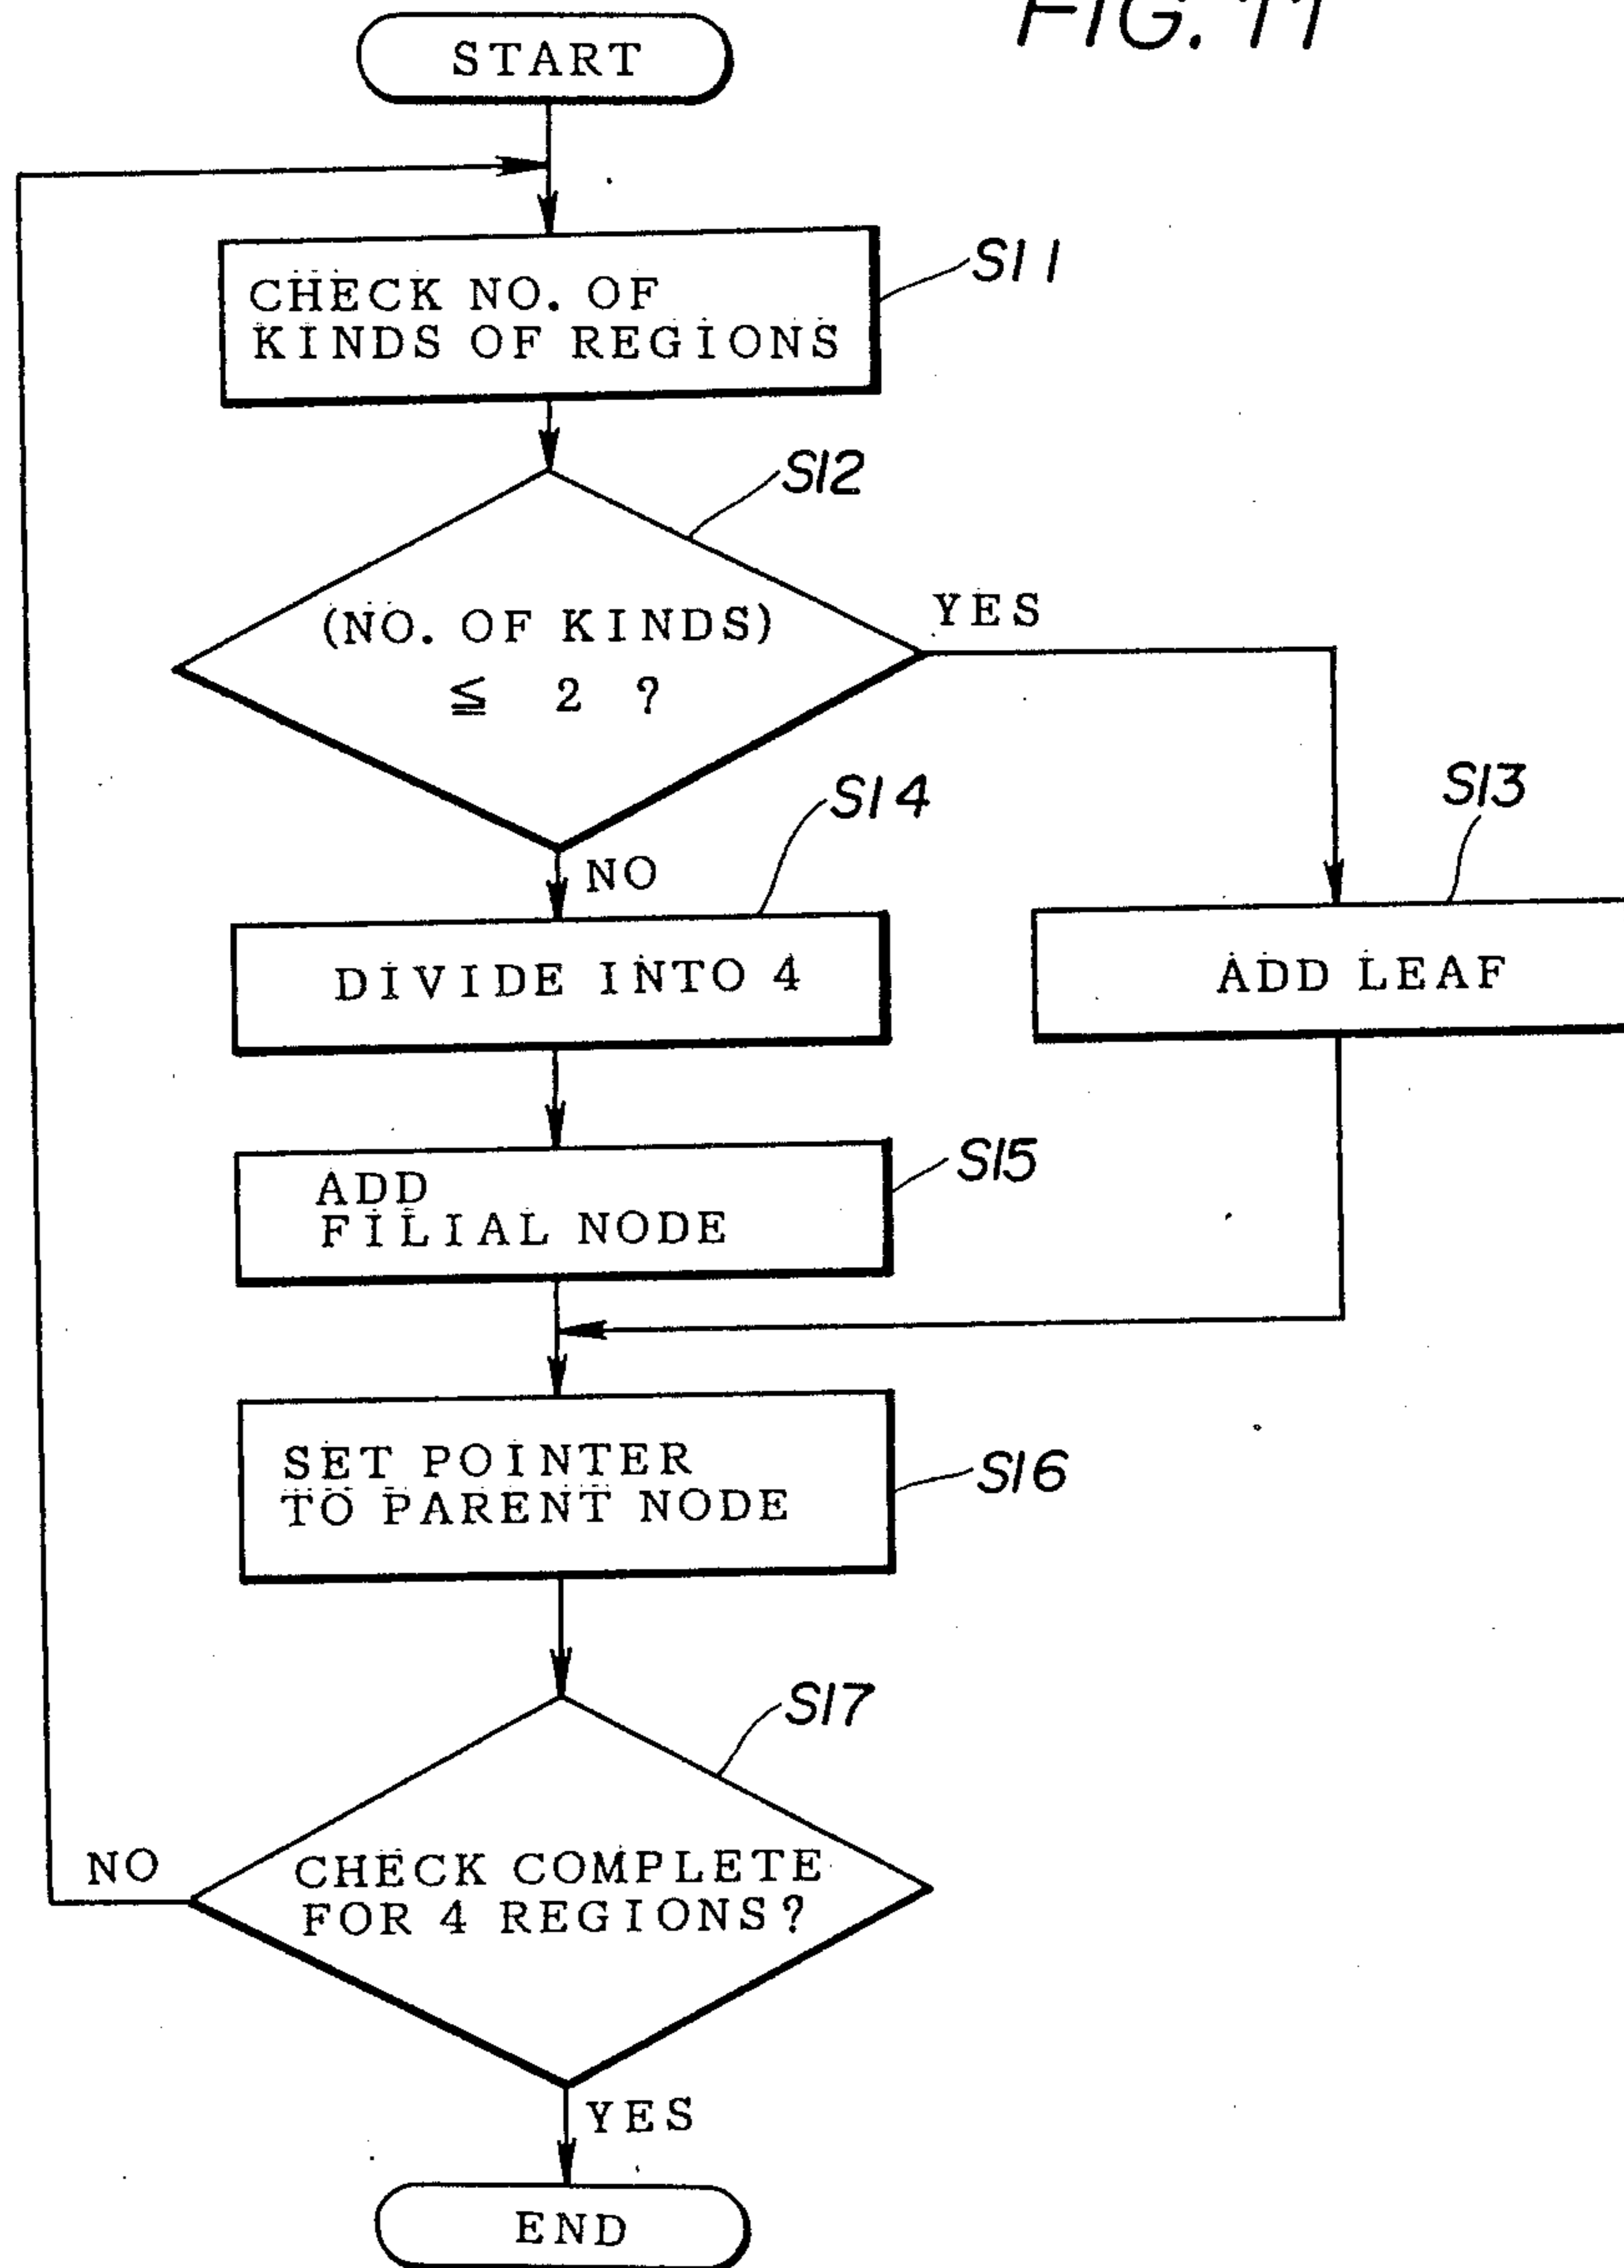 FIG. 11
START
CHECK NO. OF
KINDS OF REGIONS
S11
S12
(NO. OF KINDS)
≦ 2 ?
YES
NO
S14
S13
DIVIDE INTO 4
ADD LEAF
ADD
FILIAL NODE
S15
SET POINTER
TO PARENT NODE
S16
S17
CHECK COMPLETE
FOR 4 REGIONS?
NO
YES
END